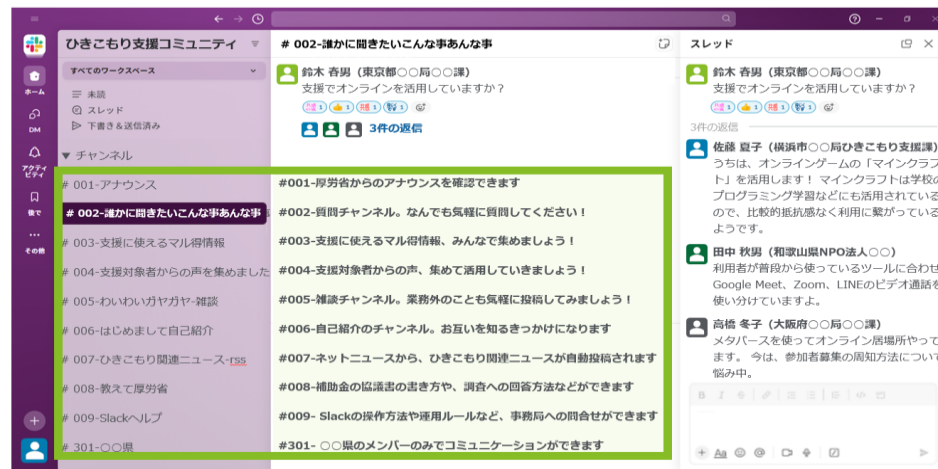 ひきこもり支援コミュニティ
すべてのワークスペース
未読
スレッド
下書き＆送信済み
チャンネル
# 001-アナウンス
# 002-誰かに聞きたいこんな事あんな事
# 003-支援に使えるマル得情報
# 004-支援対象者からの声を集めました
# 005-わいわいガヤガヤ-雑談
# 006-はじめまして自己紹介
# 007-ひきこもり関連ニュース-rss
# 008-教えて厚労省
# 009-Slackヘルプ
# 301-○○県
ホーム
DM
アクティ
ビティ
後で
その他
# 002-誰かに聞きたいこんな事あんな事
鈴木 春男（東京都○○局○○課）
支援でオンラインを活用していますか？
3件の返信
#001-厚労省からのアナウンスを確認できます
#002-質問チャンネル。なんでも気軽に質問してください！
#003-支援に使えるマル得情報、みんなで集めましょう！
#004-支援対象者からの声、集めて活用していきましょう！
#005-雑談チャンネル。業務外のことも気軽に投稿してみましょう！
#006-自己紹介のチャンネル。お互いを知るきっかけになります
#007-ネットニュースから、ひきこもり関連ニュースが自動投稿されます
#008-補助金の協議書の書き方や、調査への回答方法などができます
#009- Slackの操作方法や運用ルールなど、事務局への問合せができます
#301- ○○県のメンバーのみでコミュニケーションができます
スレッド
鈴木 春男（東京都○○局○○課）
支援でオンラインを活用していますか？
3件の返信
佐藤 夏子（横浜市○○局ひきこもり支援課）
うちは、オンラインゲームの「マインクラフ
ト」を活用します！ マインクラフトは学校の
プログラミング学習などにも活用されている
ので、比較的抵抗感なく利用に繋がっている
ようです。
田中 秋男（和歌山県NPO法人○○）
利用者が普段から使っているツールに合わせ
Google Meet、Zoom、LINEのビデオ通話を
使い分けていますよ。
高橋 冬子（大阪府○○局○○課）
メタバースを使ってオンライン居場所やって
ます。 今は、参加者募集の周知方法について
悩み中。